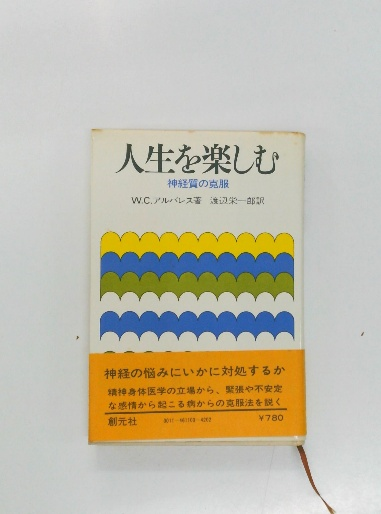 人生を楽しむ
神経質の克服
W.C.アルバレス著 渡辺栄一郎訳
神経の悩みにいかに対処するか
精神身体医学の立場から、緊張や不安定
な感情から起こる病からの克服法を説く
創元社 ¥780